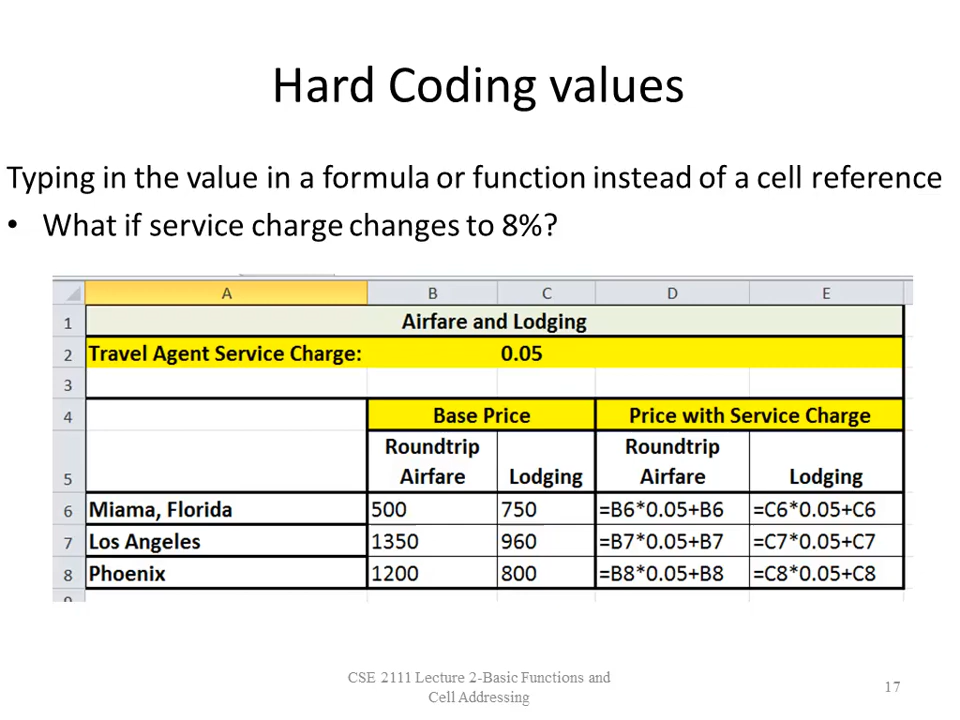 Hard Coding values
Typing in the value in a formula or function instead of a cell reference
• What if service charge changes to 8%?
A B C D E
1 Airfare and Lodging
2 Travel Agent Service Charge: 0.05
3
4 Base Price Price with Service Charge
Roundtrip Roundtrip
5 Airfare Lodging Airfare Lodging
6 Miama, Florida 500 750 =B6*0.05+B6 =C6*0.05+C6
7 Los Angeles 1350 960 =B7*0.05+B7 =C7*0.05+C7
8 Phoenix 1200 800 =B8*0.05+B8 =C8*0.05+C8
9
CSE 2111 Lecture 2-Basic Functions and
Cell Addressing
17